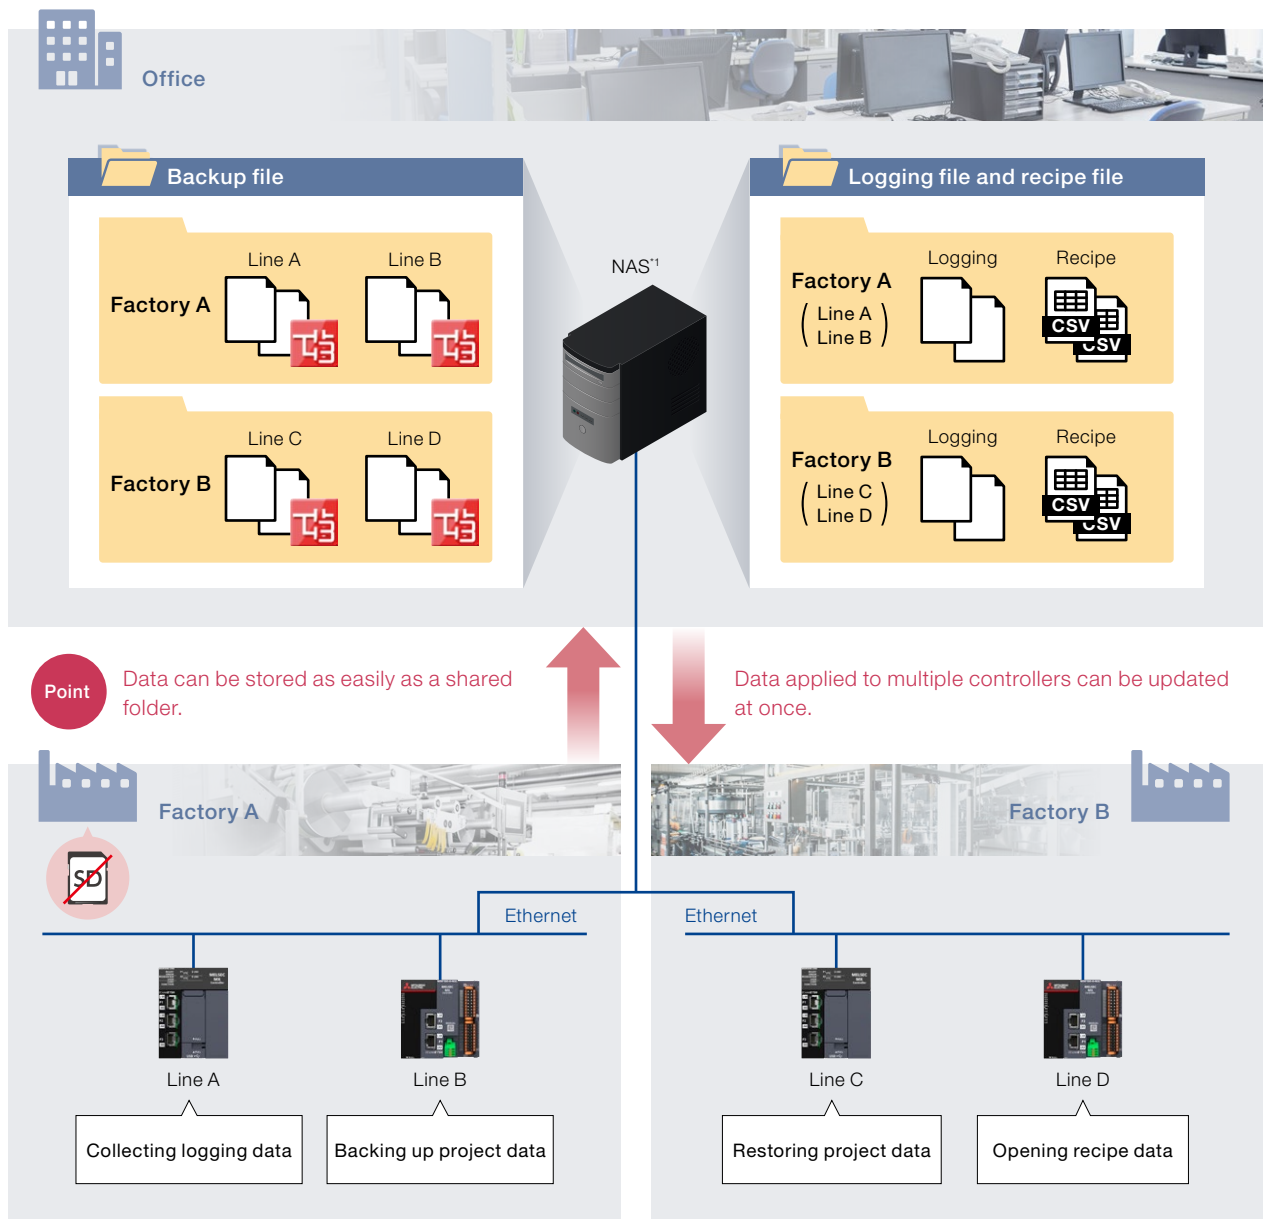 Office
Backup file
Line A
Line B
Factory A
Line C
Line D
Factory B
NAS*1
Logging file and recipe file
Logging
Recipe
Factory A
Line A
Line B
CSV
CSV
Logging
Recipe
Factory B
Line C
Line D
CSV
CSV
Point
Data can be stored as easily as a shared
folder.
Data applied to multiple controllers can be updated
at once.
Factory A
Factory B
SD
Ethernet
Ethernet
Line A
Line B
Line C
Line D
Collecting logging data
Backing up project data
Restoring project data
Opening recipe data